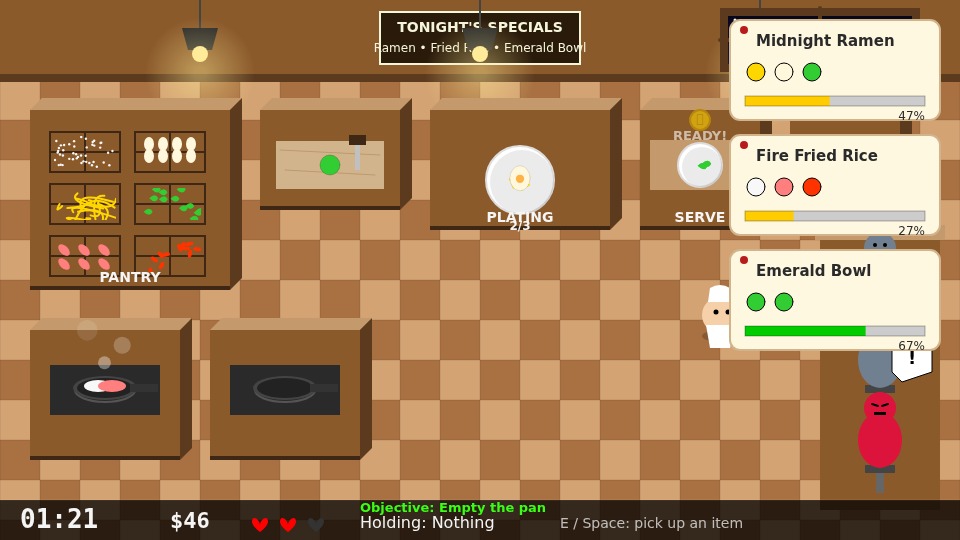 TONIGHT'S SPECIALS
Ramen • Fried • Emerald Bowl
Midnight Ramen
47%
Fire Fried Rice
27%
Emerald Bowl
67%
READY!
PANTRY
PLATING
2/3
SERVE
!
01:21
$46
Objective: Empty the pan
Holding: Nothing
E / Space: pick up an item